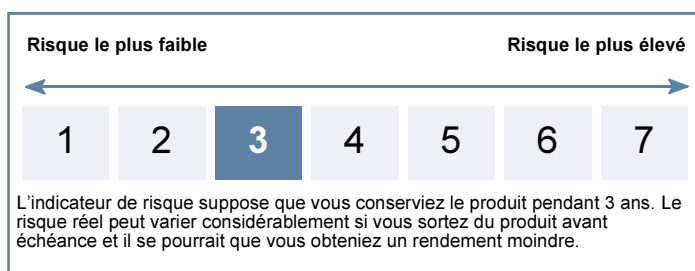 Risque le plus faible Risque le plus élevé
1 2 3 4 5 6 7
L'indicateur de risque suppose que vous conserviez le produit pendant 3 ans. Le
risque réel peut varier considérablement si vous sortez du produit avant
échéance et il se pourrait que vous obteniez un rendement moindre.